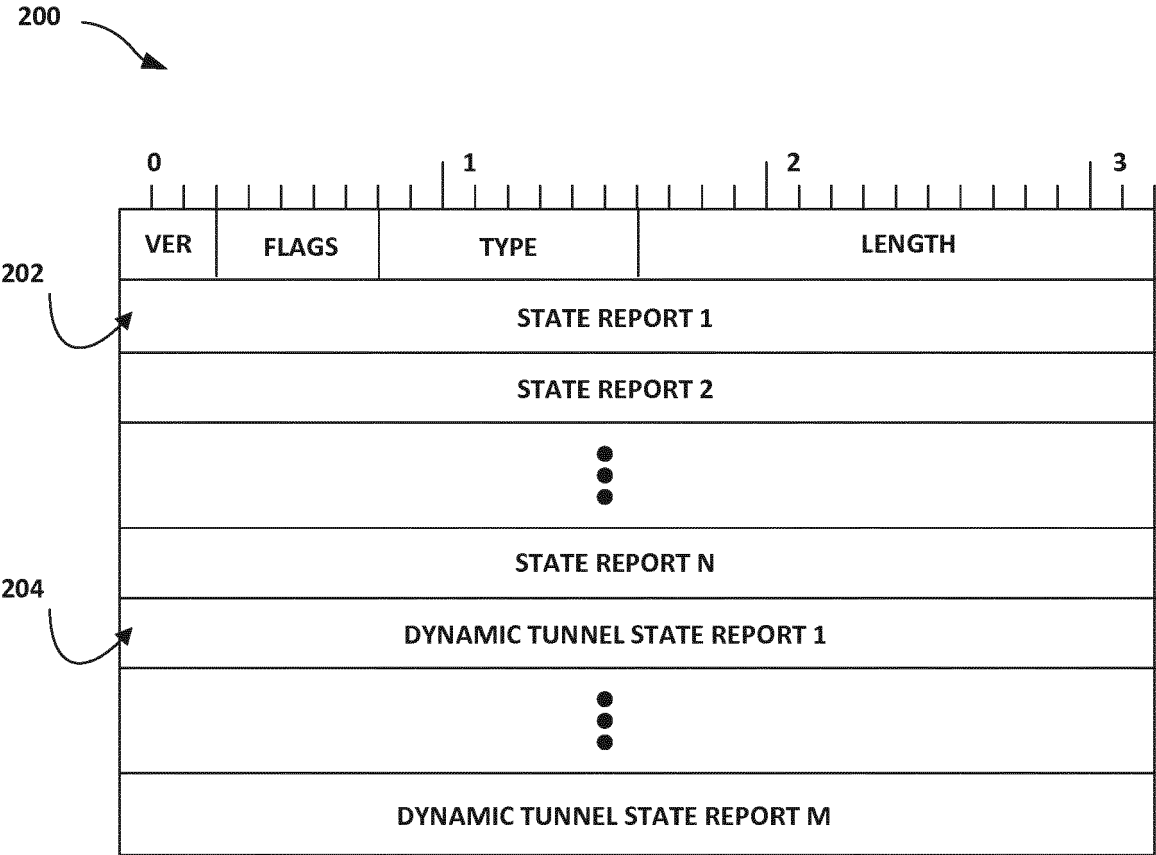 200
0 1 2 3
VER FLAGS TYPE LENGTH
202
STATE REPORT 1
STATE REPORT 2
STATE REPORT N
204
DYNAMIC TUNNEL STATE REPORT 1
DYNAMIC TUNNEL STATE REPORT M